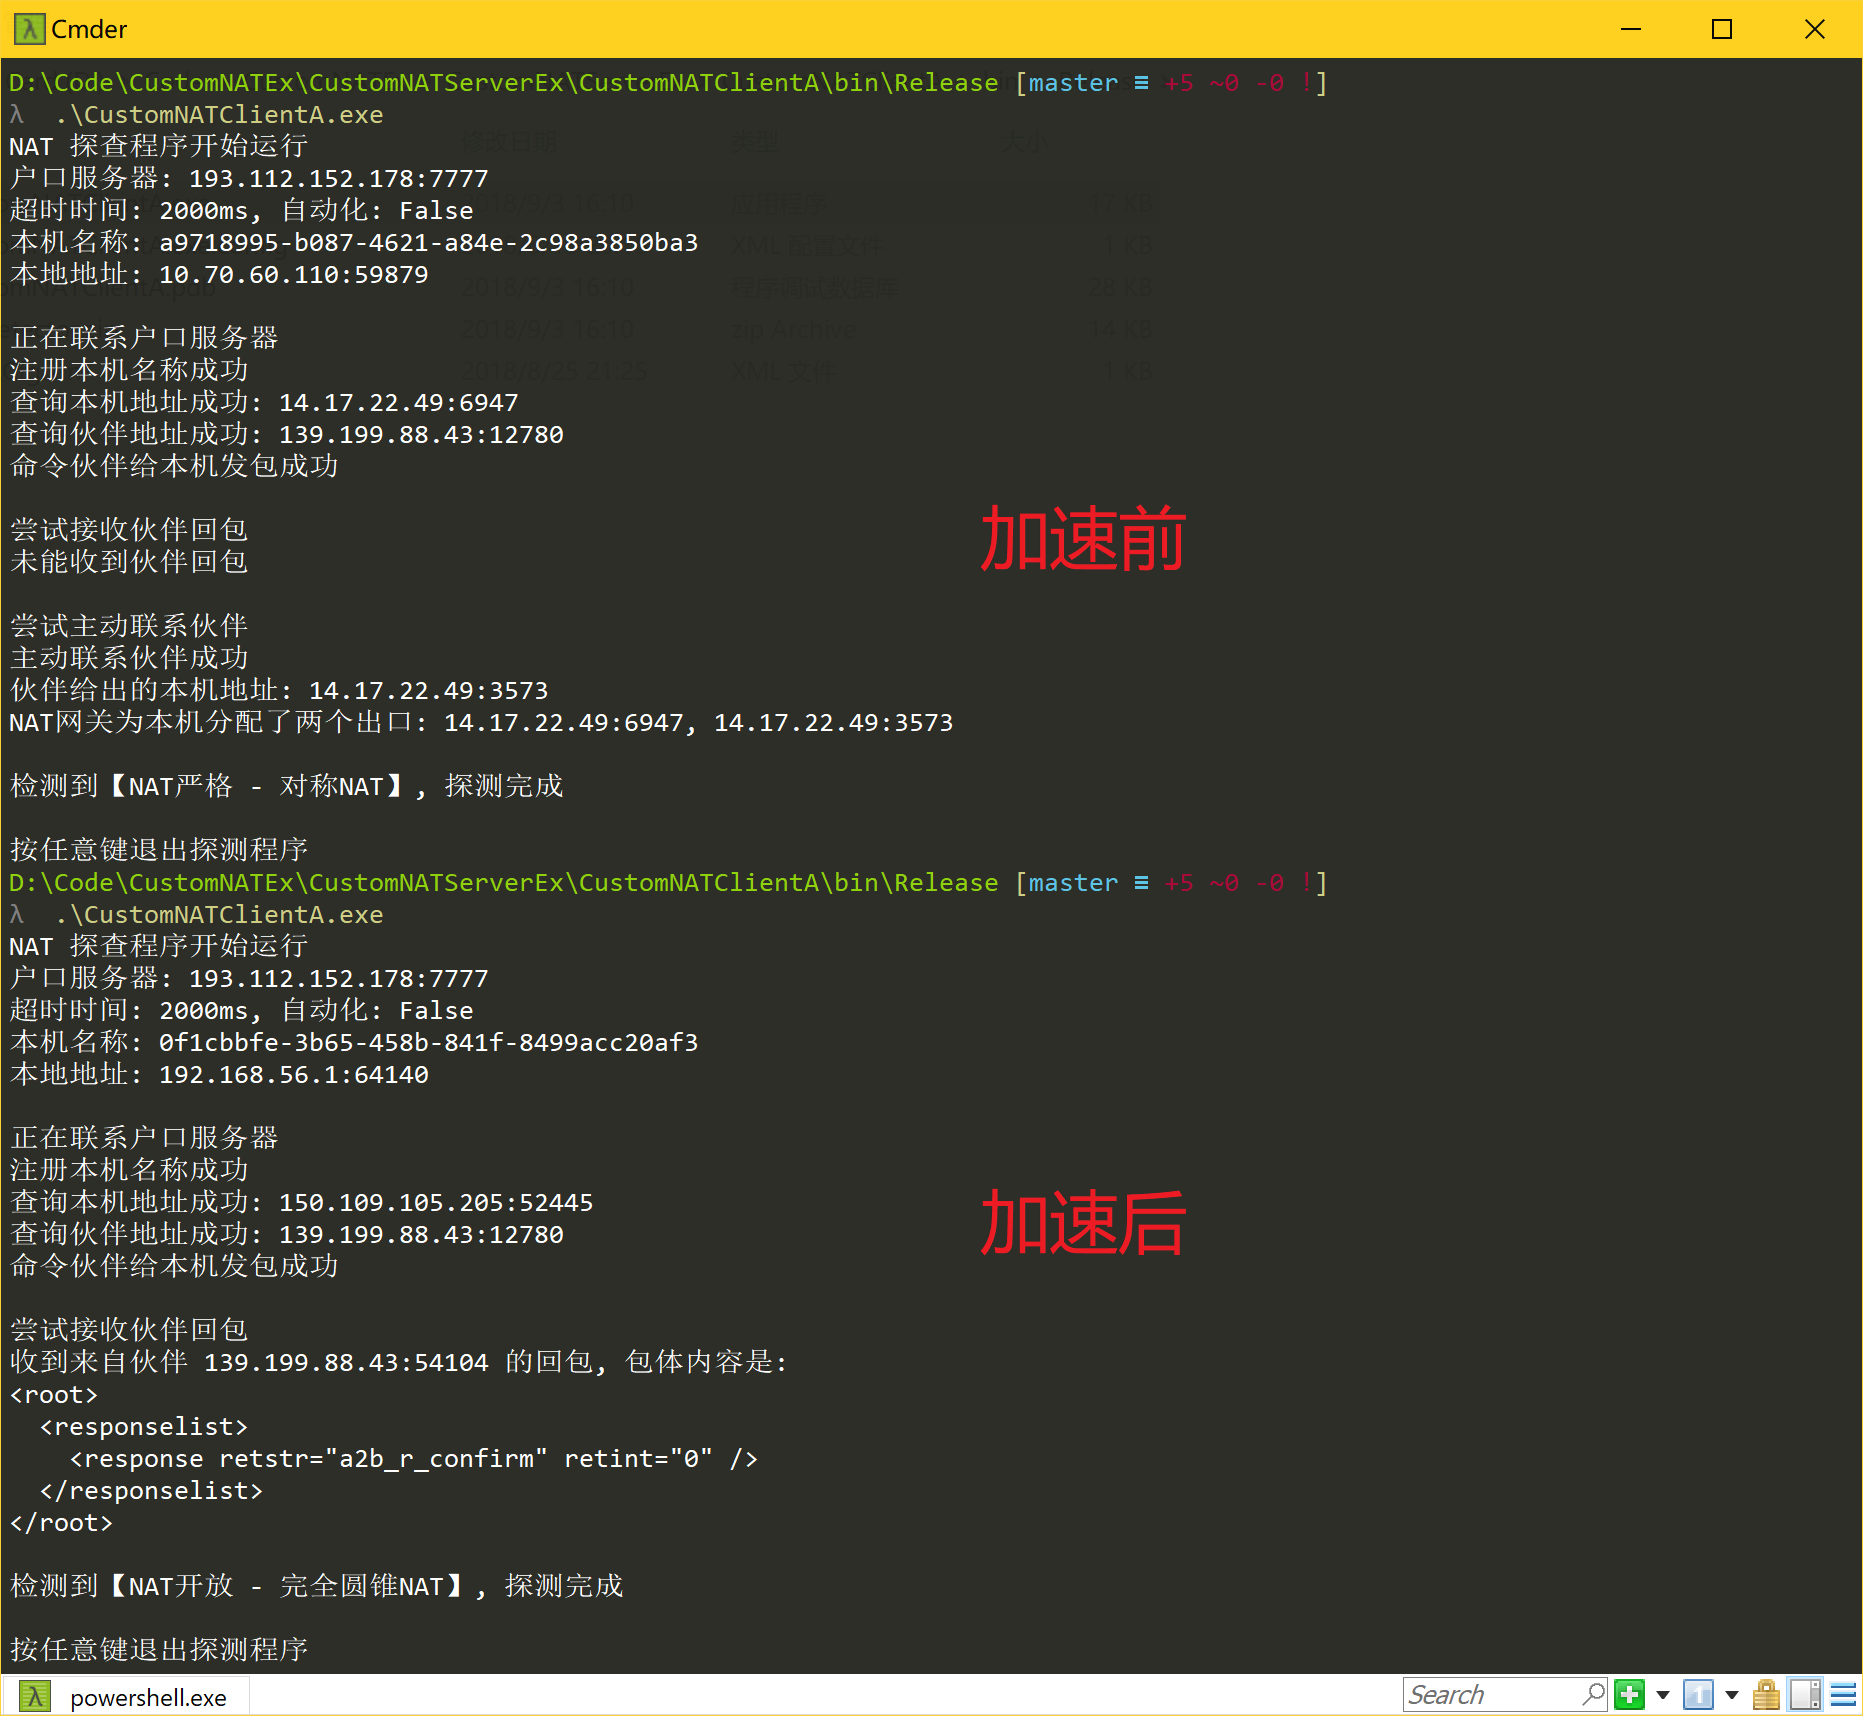 Cmder
D:\Code\CustomNATEx\CustomNATServerEx\CustomNATClientA\bin\Release [master ≡ +5 ~0 -0 !]
λ  .\CustomNATClientA.exe
NAT 探查程序开始运行
户口服务器: 193.112.152.178:7777
超时时间: 2000ms, 自动化: False
本机名称: a9718995-b087-4621-a84e-2c98a3850ba3
本地地址: 10.70.60.110:59879
正在联系户口服务器
注册本机名称成功
查询本机地址成功: 14.17.22.49:6947
查询伙伴地址成功: 139.199.88.43:12780
命令伙伴给本机发包成功
尝试接收伙伴回包
加速前
未能收到伙伴回包
尝试主动联系伙伴
主动联系伙伴成功
伙伴给出的本机地址: 14.17.22.49:3573
NAT网关为本机分配了两个出口: 14.17.22.49:6947, 14.17.22.49:3573
检测到【NAT严格 - 对称NAT】, 探测完成
按任意键退出探测程序
D:\Code\CustomNATEx\CustomNATServerEx\CustomNATClientA\bin\Release [master ≡ +5 ~0 -0 !]
λ  .\CustomNATClientA.exe
NAT 探查程序开始运行
户口服务器: 193.112.152.178:7777
超时时间: 2000ms, 自动化: False
本机名称: 0f1cbbfe-3b65-458b-841f-8499acc20af3
本地地址: 192.168.56.1:64140
正在联系户口服务器
注册本机名称成功
查询本机地址成功: 150.109.105.205:52445
加速后
查询伙伴地址成功: 139.199.88.43:12780
命令伙伴给本机发包成功
尝试接收伙伴回包
收到来自伙伴 139.199.88.43:54104 的回包, 包体内容是:
<root>
  <responselist>
    <response retstr="a2b_r_confirm" retint="0" />
  </responselist>
</root>
检测到【NAT开放 - 完全圆锥NAT】, 探测完成
按任意键退出探测程序
powershell.exe
Search
1